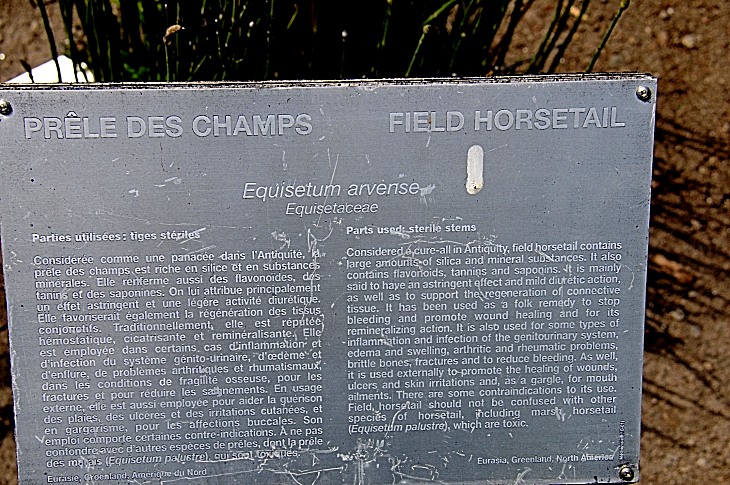 PRÊLE DES CHAMPS
FIELD HORSETAIL
Equisetum arvense
Equisetaceae
Parties utilisées : tiges stériles
Considérée comme une panacée dans l'Antiquité, la
prêle des champs est riche en silice et en substances
minérales. Elle renferme aussi des flavonoïdes, des
tanins et des saponines. On lui attribue principalement
un effet astringent et une légère activité diurétique.
Elle favoriserait également la régénération des tissus
conjonctifs. Traditionnellement, elle est réputée
hémostatique, cicatrisante et reminéralisante. Elle
est employée dans certains cas d'inflammation et
d'infection du système génito-urinaire, d'œdème et
d'enflure, de problèmes arthritiques et rhumatismaux,
dans les conditions de fragilité osseuse, pour les
fractures et pour réduire les saignements. En usage
externe, elle est aussi employée pour aider la guérison
des plaies, des ulcères et des irritations cutanées, et
en gargarisme, pour les affections buccales. Son
emploi comporte certaines contre-indications. À ne pas
confondre avec d'autres espèces de prêles, dont la prêle
des marais (Equisetum palustre), qui sont toxiques.
Eurasie, Groenland, Amérique du Nord
Parts used: sterile stems
Considered a cure-all in Antiquity, field horsetail contains
large amounts of silica and mineral substances. It also
contains flavonoids, tannins and saponins. It is mainly
said to have an astringent effect and mild diuretic action,
as well as to support the regeneration of connective
tissue. It has been used as a folk remedy to stop
bleeding and promote wound healing and for its
remineralizing action. It is also used for some types of
inflammation and infection of the genitourinary system,
edema and swelling, arthritic and rheumatic problems,
brittle bones, fractures and to reduce bleeding. As well,
it is used externally to promote the healing of wounds,
ulcers and skin irritations and, as a gargle, for mouth
ailments. There are some contraindications to its use.
Field horsetail should not be confused with other
species of horsetail, including marsh horsetail
(Equisetum palustre), which are toxic.
Eurasia, Greenland, North America